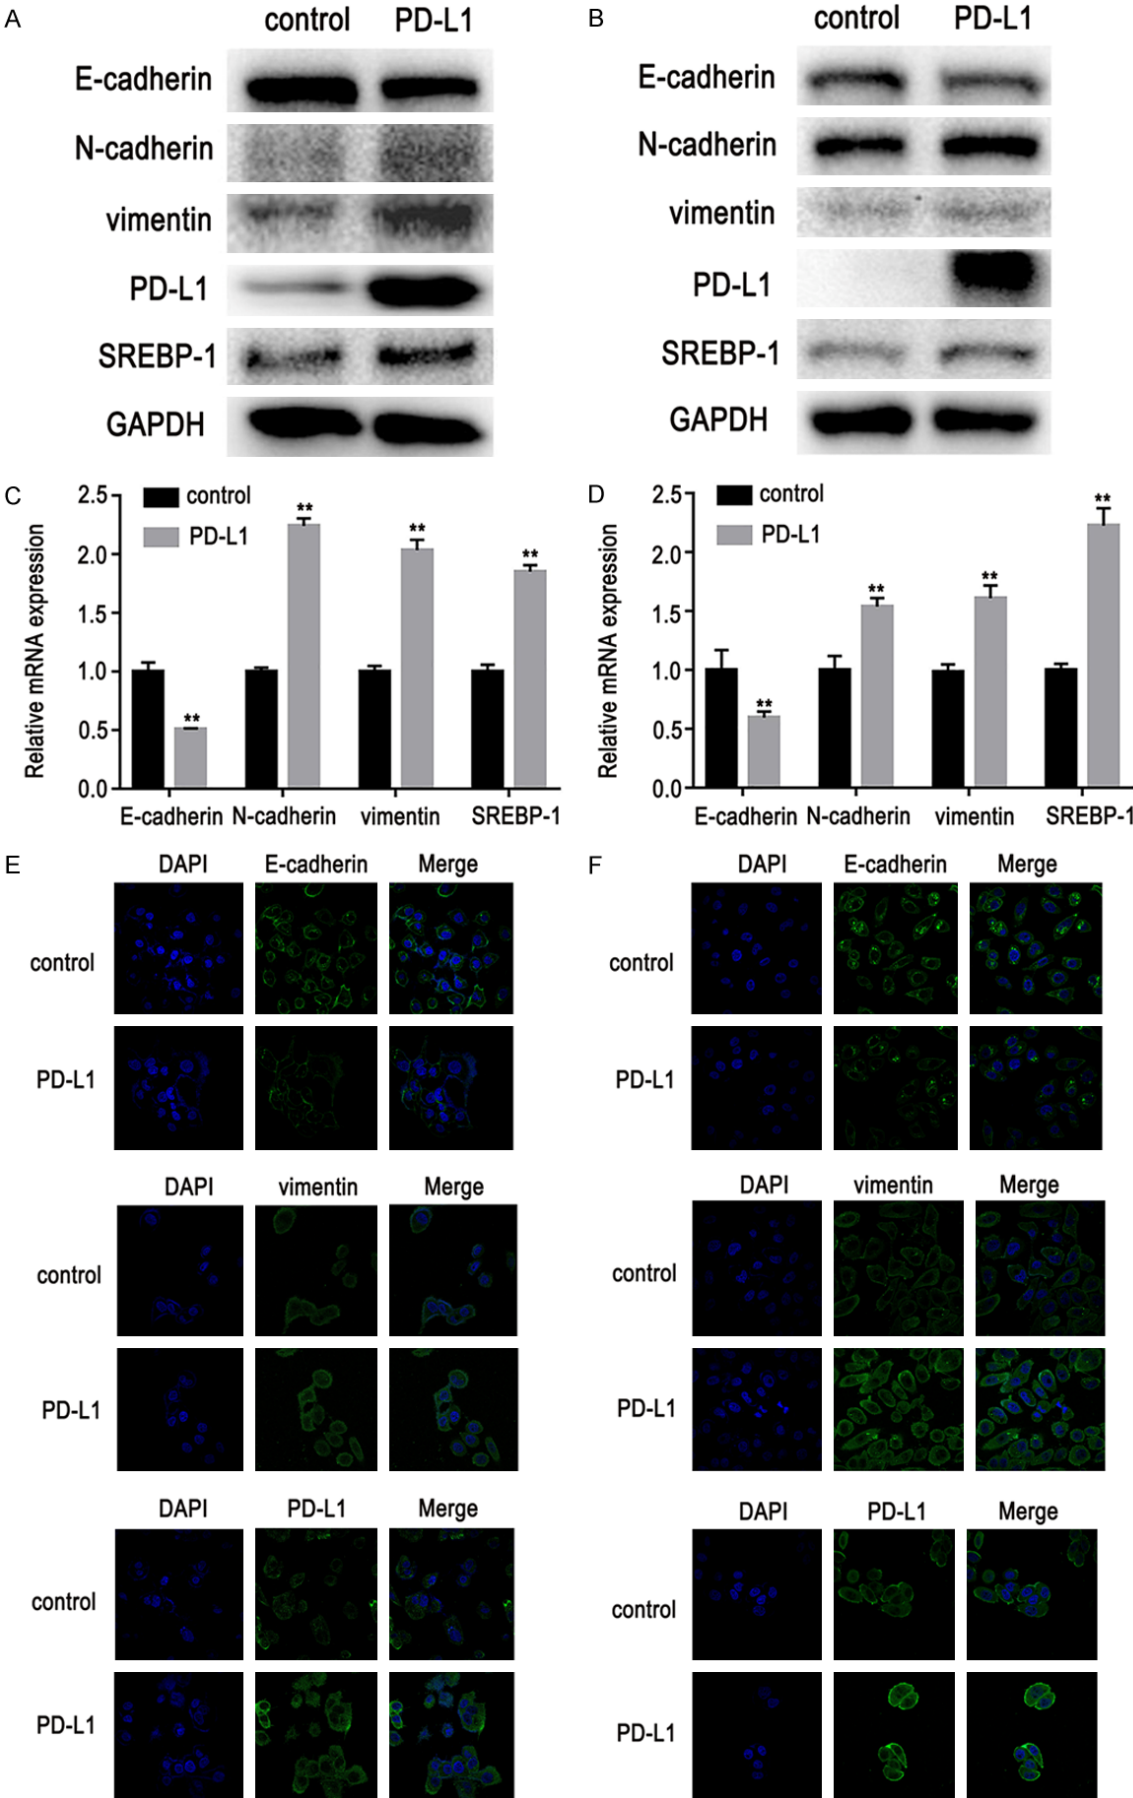 A
control PD-L1
E-cadherin
N-cadherin
vimentin
PD-L1
SREBP-1
GAPDH
B
control PD-L1
E-cadherin
N-cadherin
vimentin
PD-L1
SREBP-1
GAPDH
C
Relative mRNA expression
2.5
2.0
1.5
1.0
0.5
0.0
control
PD-L1
** ** ** **
E-cadherin N-cadherin vimentin SREBP-1
D
Relative mRNA expression
2.5
2.0
1.5
1.0
0.5
0.0
control
PD-L1
** ** ** **
E-cadherin N-cadherin vimentin SREBP-1
E
DAPI E-cadherin Merge
control
PD-L1
DAPI vimentin Merge
control
PD-L1
DAPI PD-L1 Merge
control
PD-L1
F
DAPI E-cadherin Merge
control
PD-L1
DAPI vimentin Merge
control
PD-L1
DAPI PD-L1 Merge
control
PD-L1